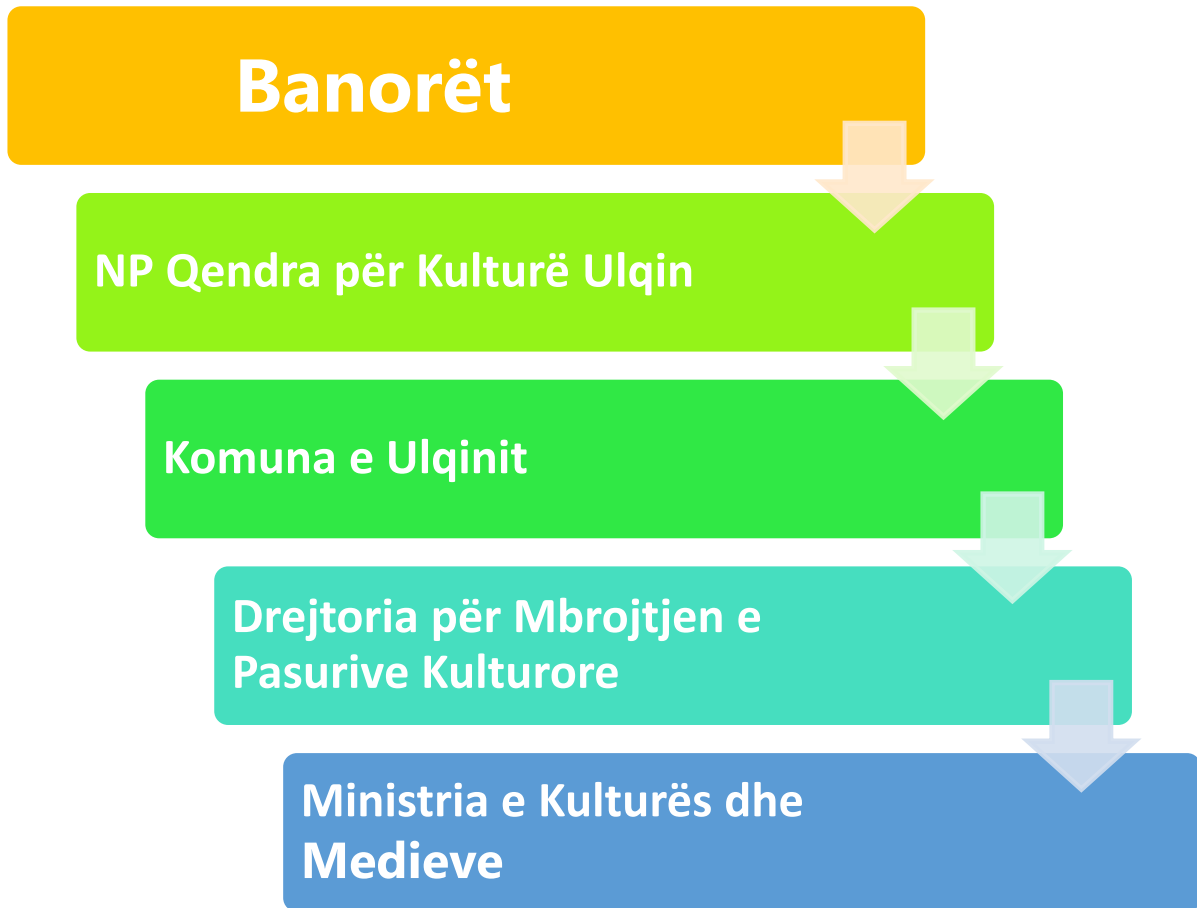 Banorët
NP Qendra për Kulturë Ulqin
Komuna e Ulqinit
Drejtoria për Mbrojtjen e
Pasurive Kulturore
Ministria e Kulturës dhe
Medieve